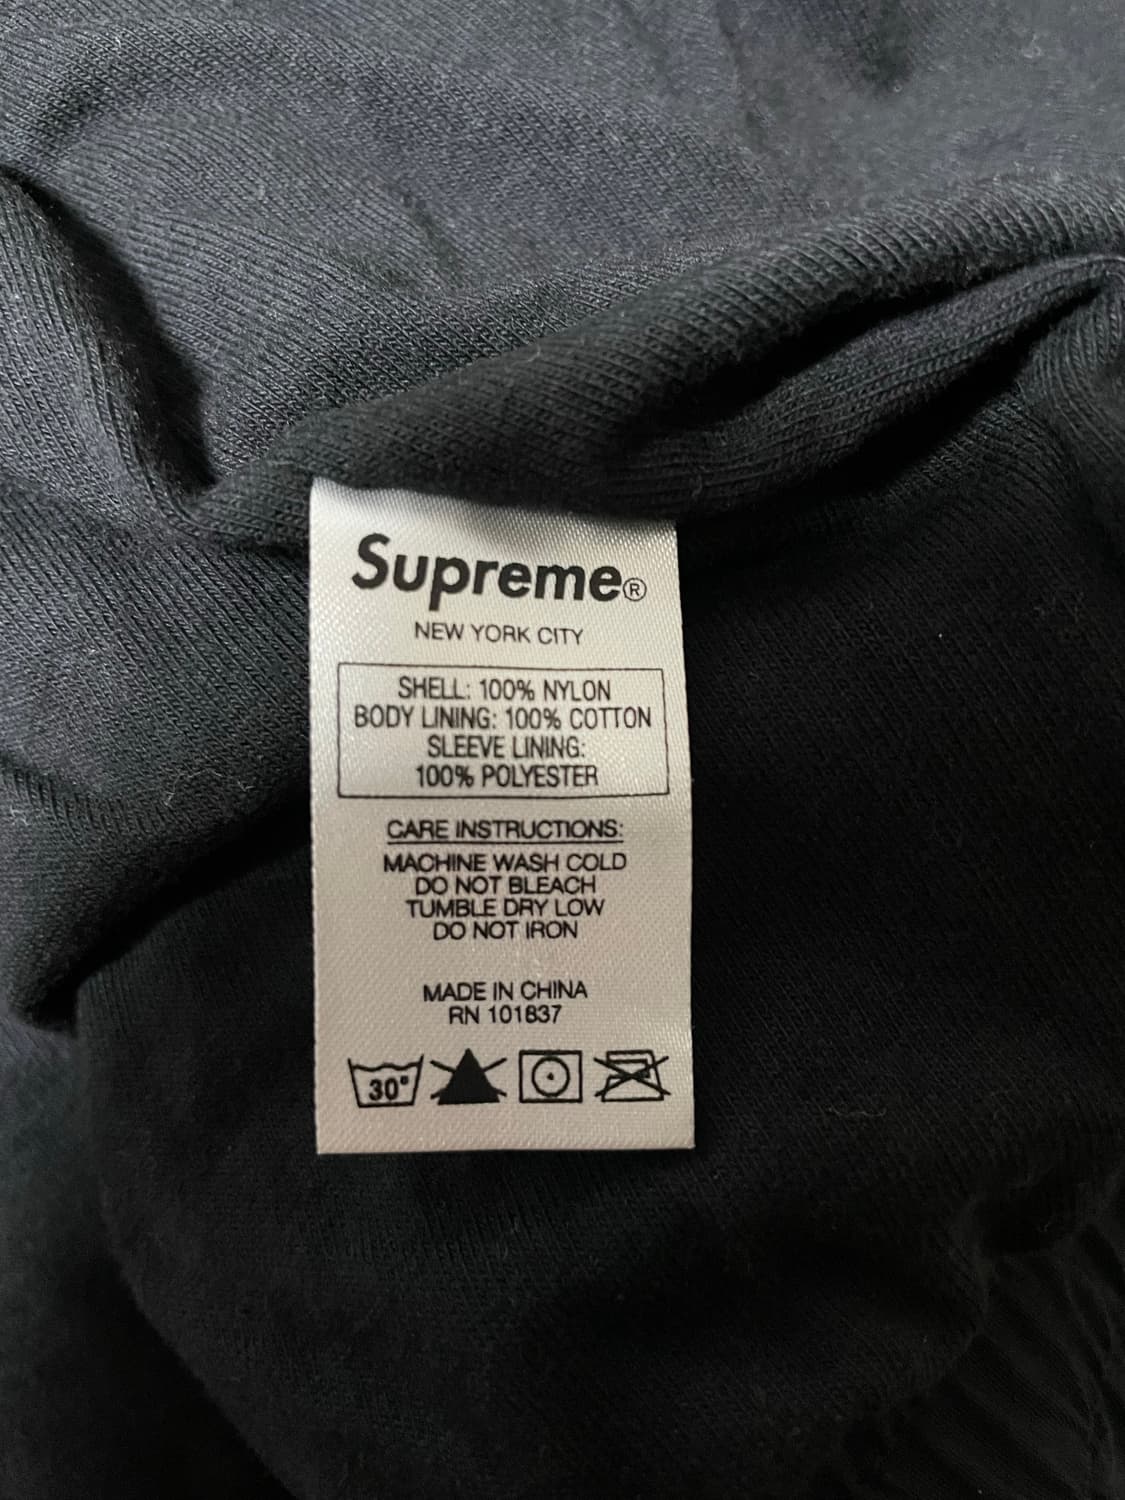 Supreme®
NEW YORK CITY
SHELL: 100% NYLON
BODY LINING: 100% COTTON
SLEEVE LINING:
100% POLYESTER
CARE INSTRUCTIONS:
MACHINE WASH COLD
DO NOT BLEACH
TUMBLE DRY LOW
DO NOT IRON
MADE IN CHINA
RN 101837
30°